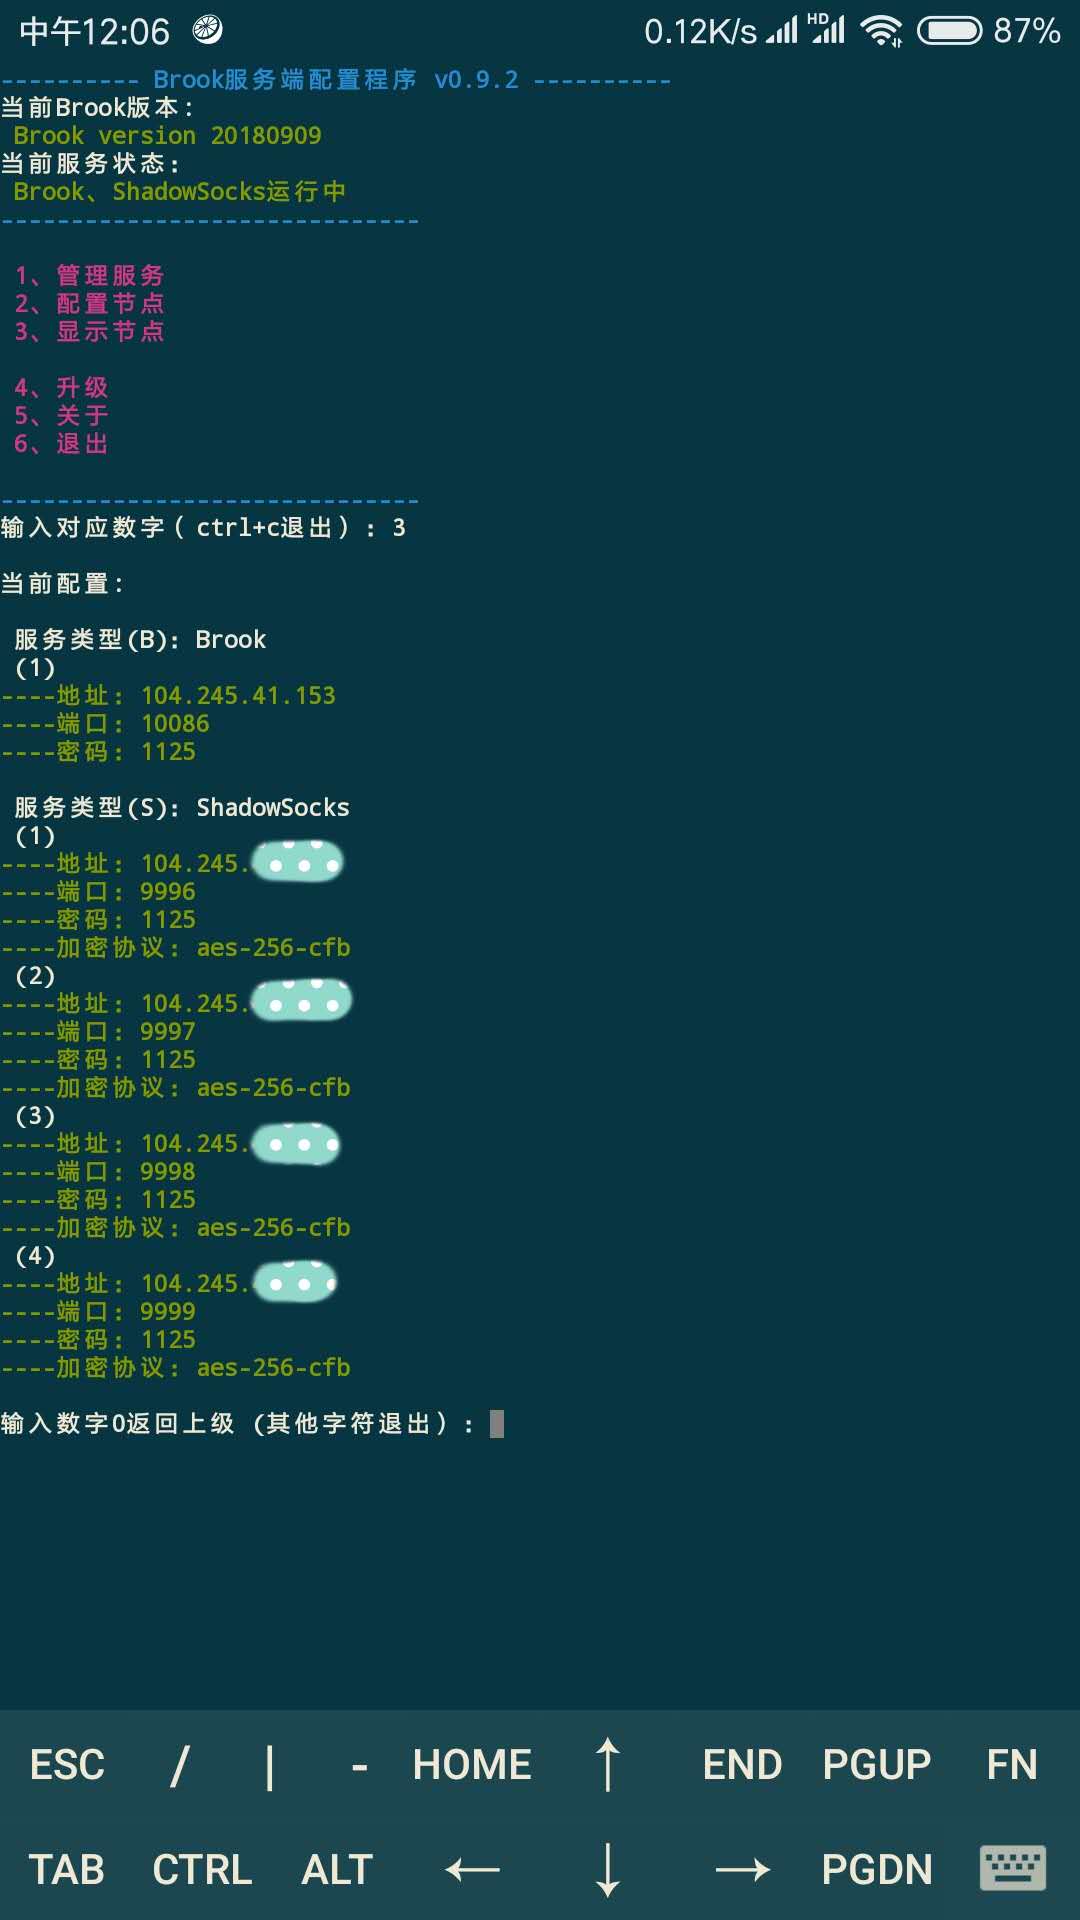 中午12:06 0.12K/s HD 87%
---------- Brook服务端配置程序 v0.9.2 ----------
当前Brook版本:
Brook version 20180909
当前服务状态:
Brook、ShadowSocks运行中
------------------------------
1、管理服务
2、配置节点
3、显示节点
4、升级
5、关于
6、退出
------------------------------
输入对应数字（ctrl+c退出）: 3
当前配置:
服务类型(B): Brook
(1)
----地址: 104.245.41.153
----端口: 10086
----密码: 1125
服务类型(S): ShadowSocks
(1)
----地址: 104.245.
----端口: 9996
----密码: 1125
----加密协议: aes-256-cfb
(2)
----地址: 104.245.
----端口: 9997
----密码: 1125
----加密协议: aes-256-cfb
(3)
----地址: 104.245.
----端口: 9998
----密码: 1125
----加密协议: aes-256-cfb
(4)
----地址: 104.245.
----端口: 9999
----密码: 1125
----加密协议: aes-256-cfb
输入数字0返回上级 (其他字符退出）:
ESC / | - HOME ↑ END PGUP FN
TAB CTRL ALT ← ↓ → PGDN